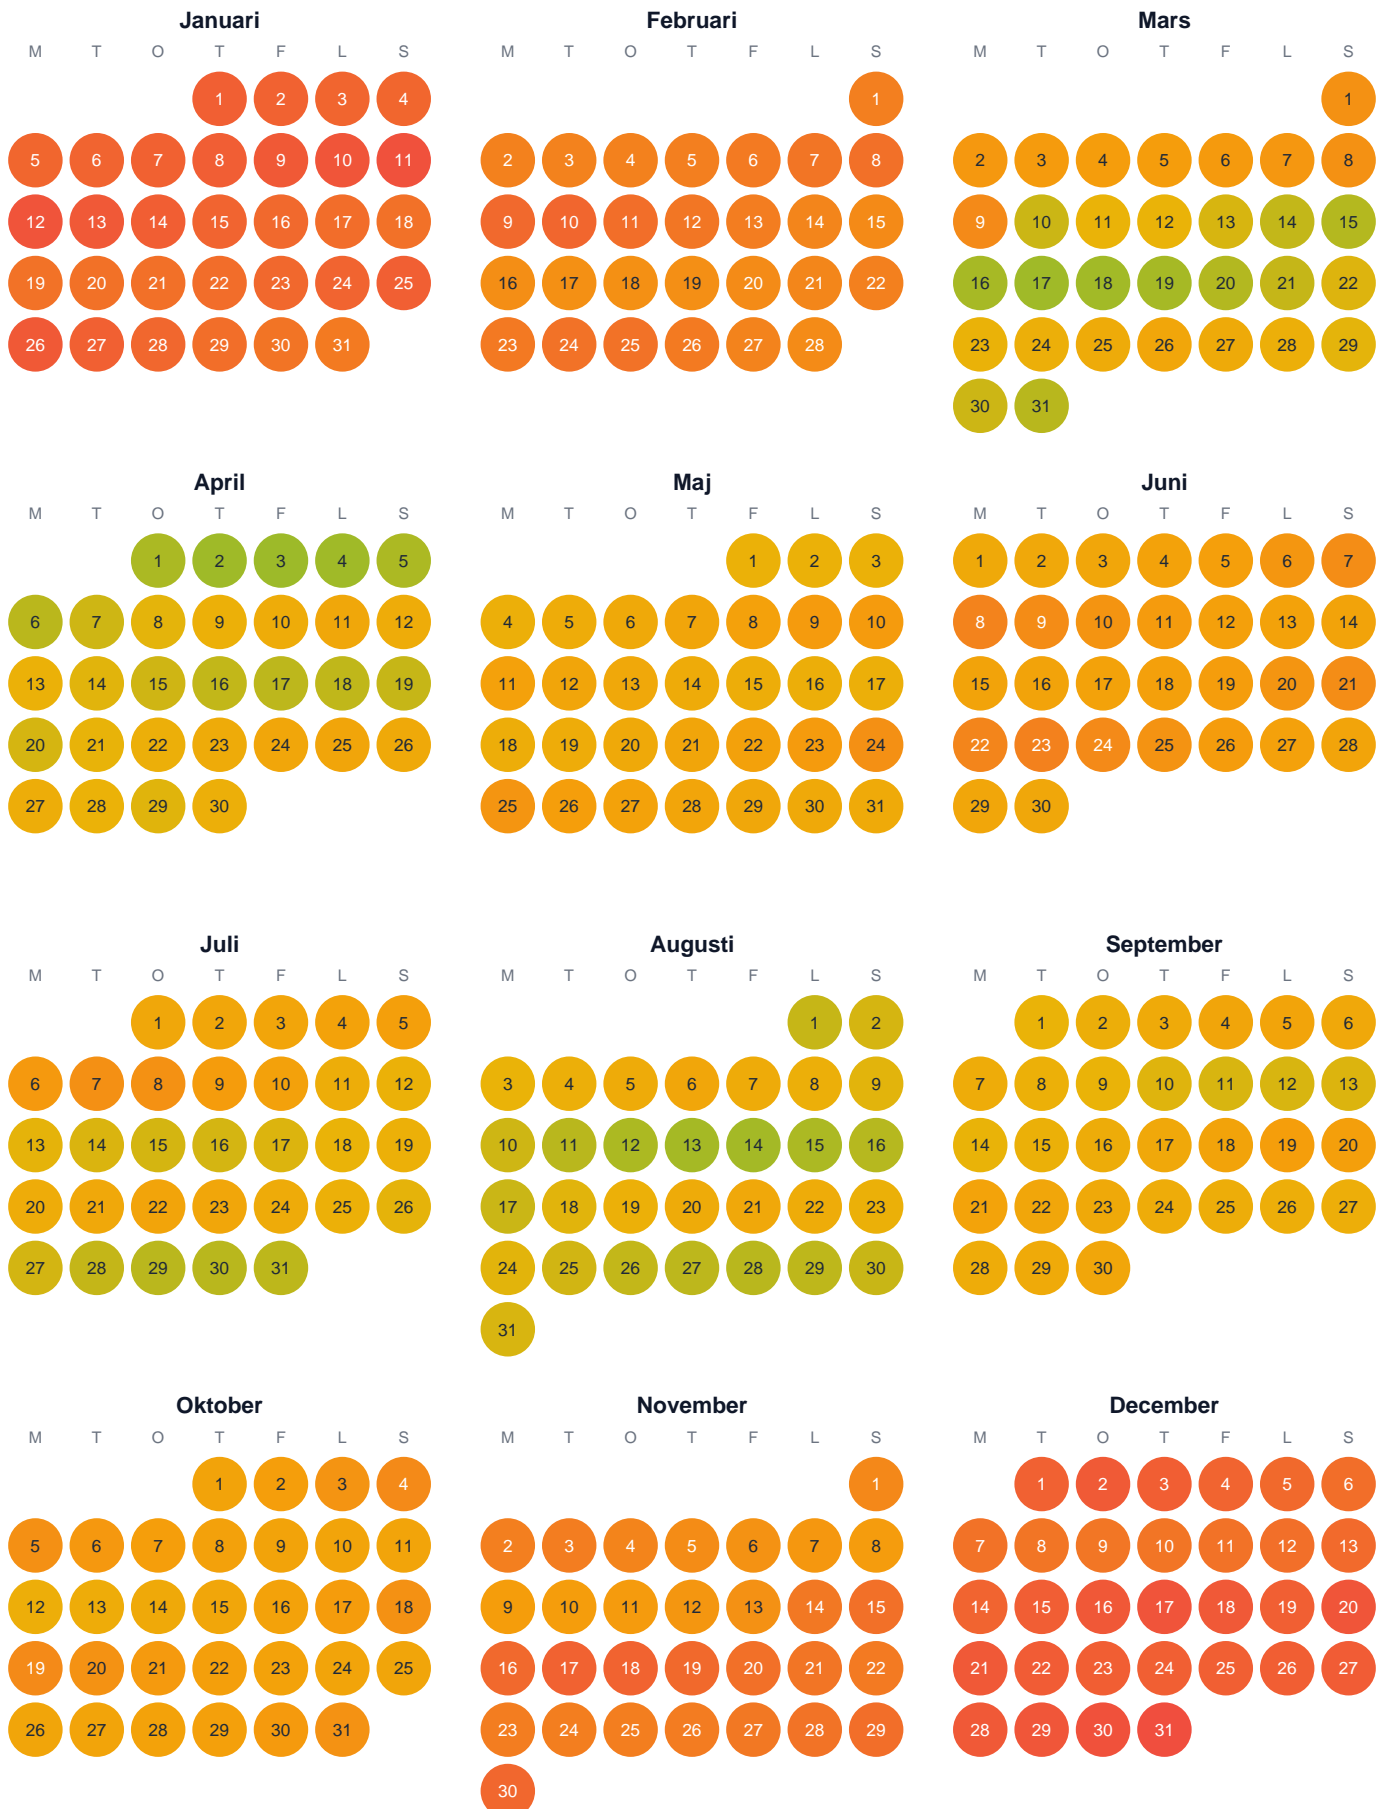 Januari
M T O T F L S
1 2 3 4
5 6 7 8 9 10 11
12 13 14 15 16 17 18
19 20 21 22 23 24 25
26 27 28 29 30 31
Februari
M T O T F L S
1
2 3 4 5 6 7 8
9 10 11 12 13 14 15
16 17 18 19 20 21 22
23 24 25 26 27 28
Mars
M T O T F L S
1
2 3 4 5 6 7 8
9 10 11 12 13 14 15
16 17 18 19 20 21 22
23 24 25 26 27 28 29
30 31
April
M T O T F L S
1 2 3 4 5
6 7 8 9 10 11 12
13 14 15 16 17 18 19
20 21 22 23 24 25 26
27 28 29 30
Maj
M T O T F L S
1 2 3
4 5 6 7 8 9 10
11 12 13 14 15 16 17
18 19 20 21 22 23 24
25 26 27 28 29 30 31
Juni
M T O T F L S
1 2 3 4 5 6 7
8 9 10 11 12 13 14
15 16 17 18 19 20 21
22 23 24 25 26 27 28
29 30
Juli
M T O T F L S
1 2 3 4 5
6 7 8 9 10 11 12
13 14 15 16 17 18 19
20 21 22 23 24 25 26
27 28 29 30 31
Augusti
M T O T F L S
1 2
3 4 5 6 7 8 9
10 11 12 13 14 15 16
17 18 19 20 21 22 23
24 25 26 27 28 29 30
31
September
M T O T F L S
1 2 3 4 5 6
7 8 9 10 11 12 13
14 15 16 17 18 19 20
21 22 23 24 25 26 27
28 29 30
Oktober
M T O T F L S
1 2 3 4
5 6 7 8 9 10 11
12 13 14 15 16 17 18
19 20 21 22 23 24 25
26 27 28 29 30 31
November
M T O T F L S
1
2 3 4 5 6 7 8
9 10 11 12 13 14 15
16 17 18 19 20 21 22
23 24 25 26 27 28 29
30
December
M T O T F L S
1 2 3 4 5 6
7 8 9 10 11 12 13
14 15 16 17 18 19 20
21 22 23 24 25 26 27
28 29 30 31